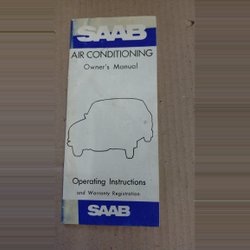 SAAB
AIR CONDITIONING
Owner's Manual
Operating Instructions
and Warranty Registration
SAAB